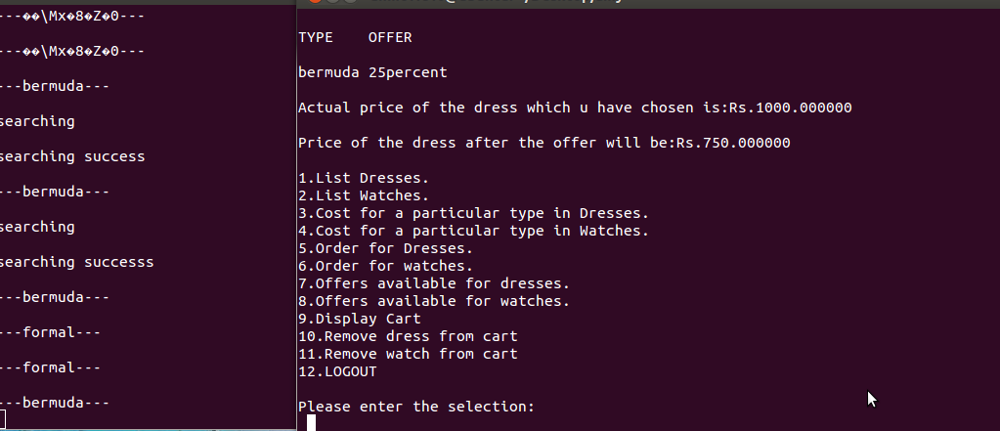 ---��\Mx�8�Z�0---
---��\Mx�8�Z�0---
---bermuda---
searching
searching success
---bermuda---
searching
searching successs
---bermuda---
---formal---
---formal---
---bermuda---
TYPE    OFFER
bermuda 25percent
Actual price of the dress which u have chosen is:Rs.1000.000000
Price of the dress after the offer will be:Rs.750.000000
1.List Dresses.
2.List Watches.
3.Cost for a particular type in Dresses.
4.Cost for a particular type in Watches.
5.Order for Dresses.
6.Order for watches.
7.Offers available for dresses.
8.Offers available for watches.
9.Display Cart
10.Remove dress from cart
11.Remove watch from cart
12.LOGOUT
Please enter the selection: